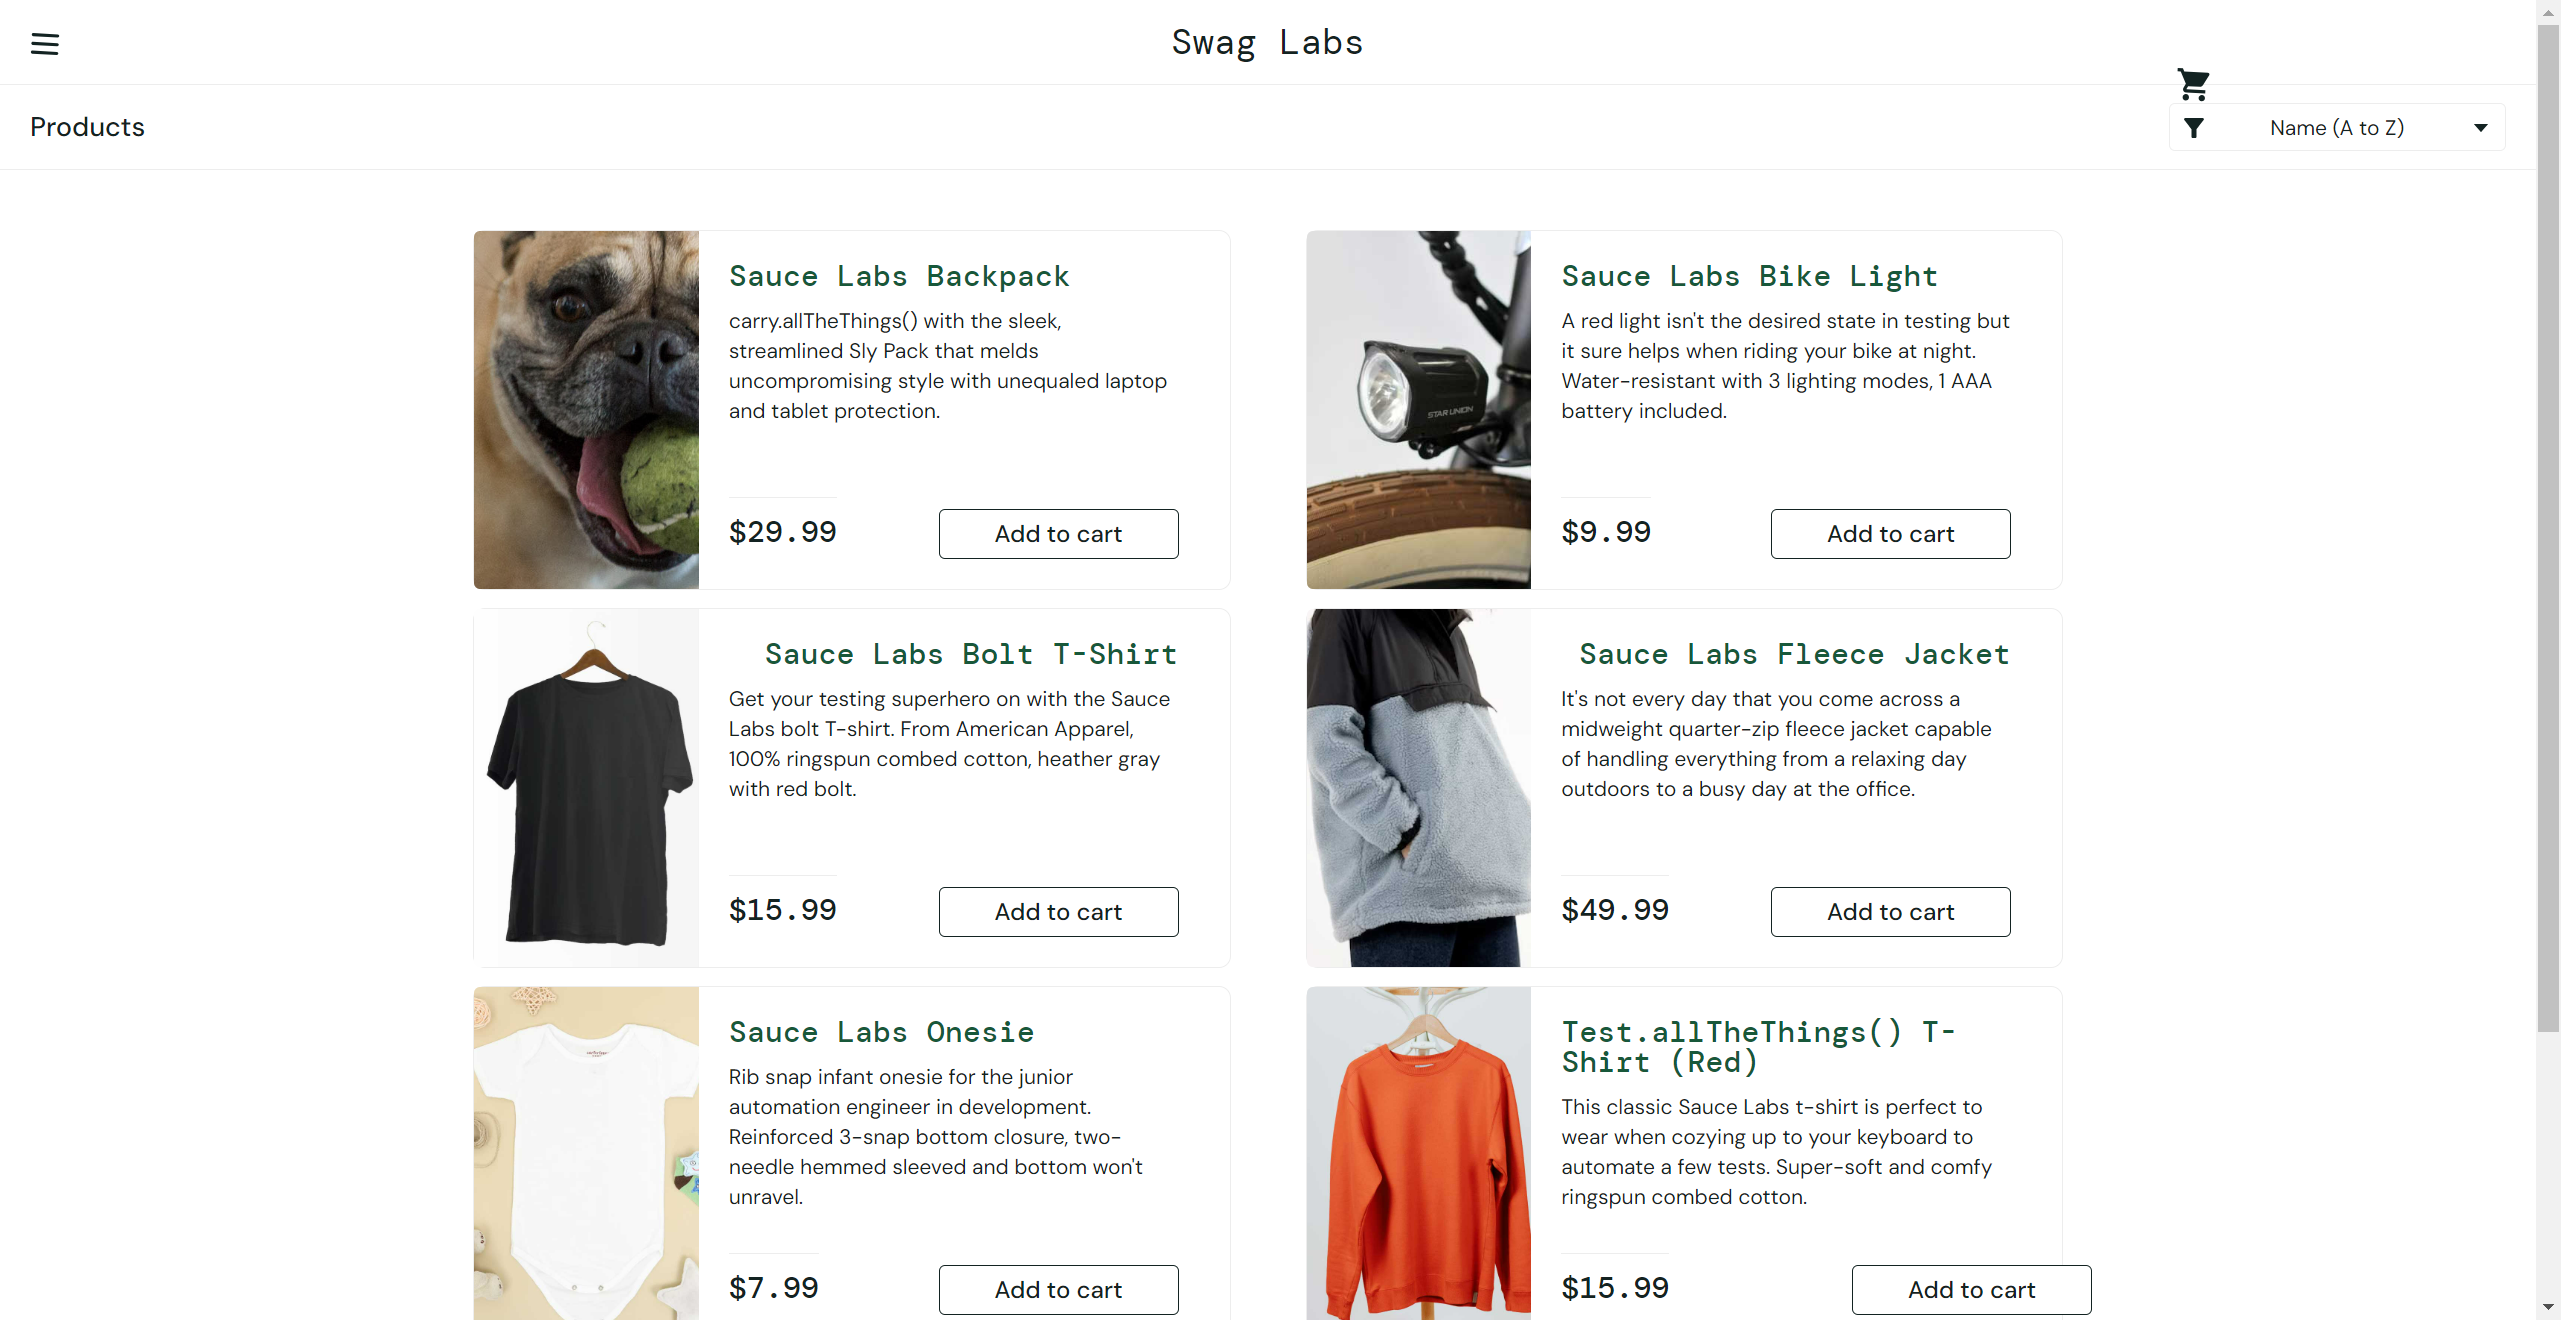 Swag Labs
Products
Name (A to Z)
Sauce Labs Backpack
carry.allTheThings() with the sleek,
streamlined Sly Pack that melds
uncompromising style with unequaled laptop
and tablet protection.
$29.99
Add to cart
Sauce Labs Bike Light
A red light isn't the desired state in testing but
it sure helps when riding your bike at night.
Water-resistant with 3 lighting modes, 1 AAA
battery included.
STAR UNION
$9.99
Add to cart
Sauce Labs Bolt T-Shirt
Get your testing superhero on with the Sauce
Labs bolt T-shirt. From American Apparel,
100% ringspun combed cotton, heather gray
with red bolt.
$15.99
Add to cart
Sauce Labs Fleece Jacket
It's not every day that you come across a
midweight quarter-zip fleece jacket capable
of handling everything from a relaxing day
outdoors to a busy day at the office.
$49.99
Add to cart
Sauce Labs Onesie
Rib snap infant onesie for the junior
automation engineer in development.
Reinforced 3-snap bottom closure, two-
needle hemmed sleeved and bottom won't
unravel.
$7.99
Add to cart
Test.allTheThings() T-
Shirt (Red)
This classic Sauce Labs t-shirt is perfect to
wear when cozying up to your keyboard to
automate a few tests. Super-soft and comfy
ringspun combed cotton.
$15.99
Add to cart